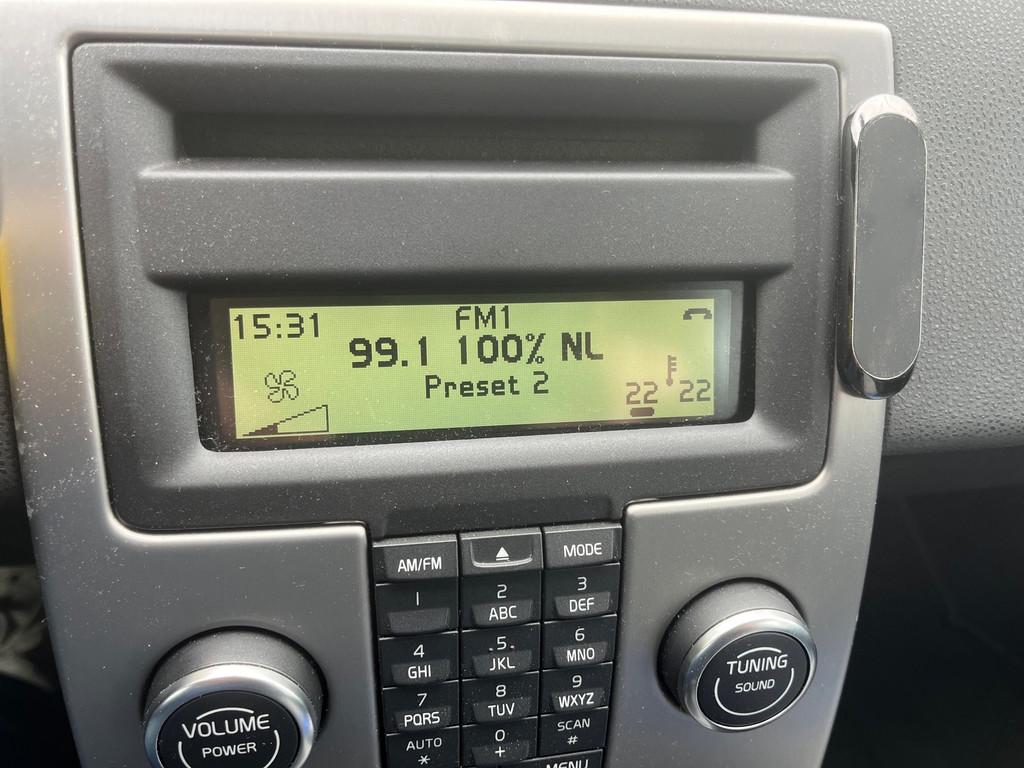 15:31 FM1
99.1 100% NL
Preset 2
22 22
AM/FM MODE
1 2 ABC 3 DEF
4 GHI 5 JKL 6 MNO
7 PQRS 8 TUV 9 WXYZ
AUTO * 0 + SCAN #
MENU
VOLUME
POWER
TUNING
SOUND